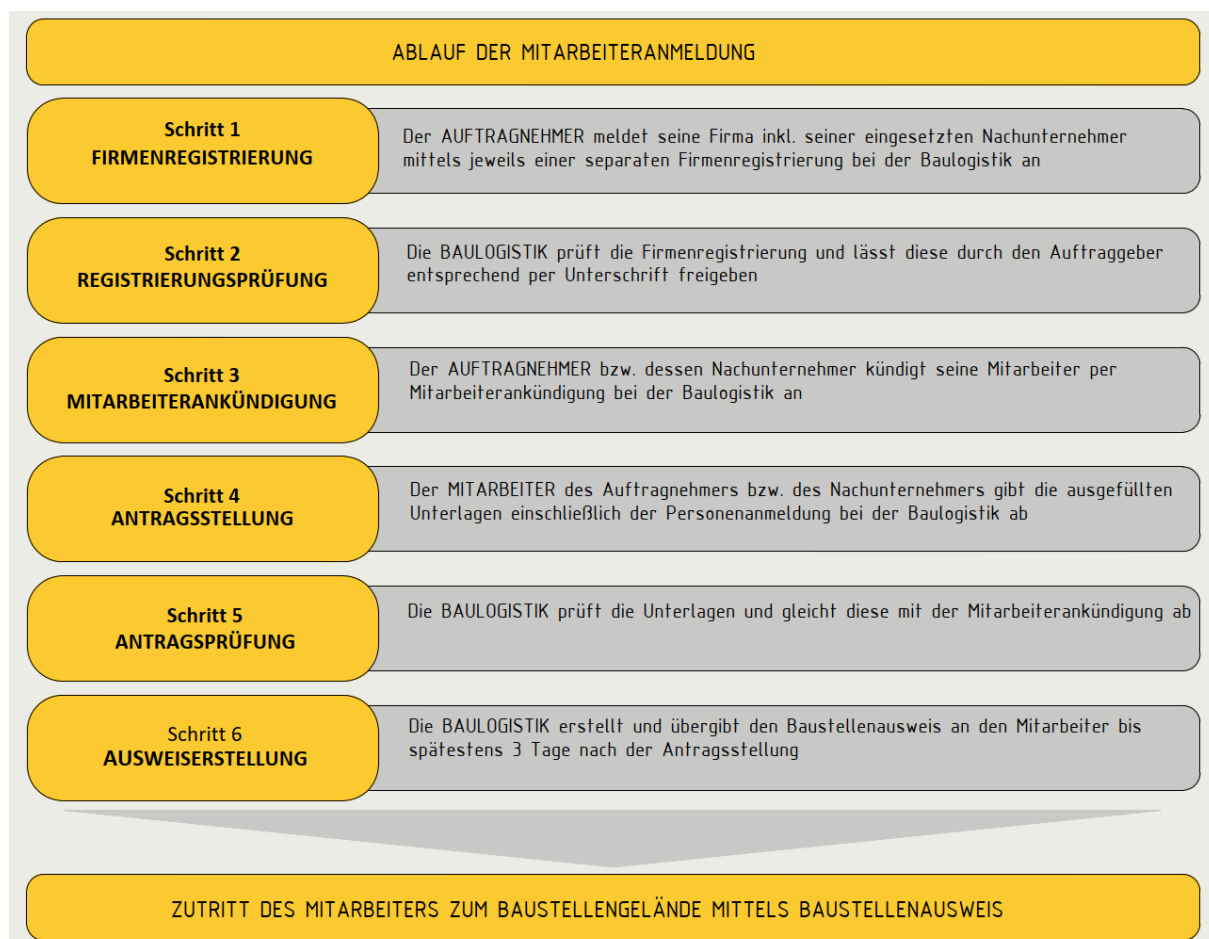 ABLAUF DER MITARBEITERANMELDUNG
Schritt 1
FIRMENREGISTRIERUNG
Der AUFTRAGNEHMER meldet seine Firma inkl. seiner eingesetzten Nachunternehmer
mittels jeweils einer separaten Firmenregistrierung bei der Baulogistik an
Schritt 2
REGISTRIERUNGSPRÜFUNG
Die BAULOGISTIK prüft die Firmenregistrierung und lässt diese durch den Auftraggeber
entsprechend per Unterschrift freigeben
Schritt 3
MITARBEITERANKÜNDIGUNG
Der AUFTRAGNEHMER bzw. dessen Nachunternehmer kündigt seine Mitarbeiter per
Mitarbeiterankündigung bei der Baulogistik an
Schritt 4
ANTRAGSSTELLUNG
Der MITARBEITER des Auftragnehmers bzw. des Nachunternehmers gibt die ausgefüllten
Unterlagen einschließlich der Personenanmeldung bei der Baulogistik ab
Schritt 5
ANTRAGSPRÜFUNG
Die BAULOGISTIK prüft die Unterlagen und gleicht diese mit der Mitarbeiterankündigung ab
Schritt 6
AUSWEISERSTELLUNG
Die BAULOGISTIK erstellt und übergibt den Baustellenausweis an den Mitarbeiter bis
spätestens 3 Tage nach der Antragsstellung
ZUTRITT DES MITARBEITERS ZUM BAUSTELLENGELÄNDE MITTELS BAUSTELLENAUSWEIS